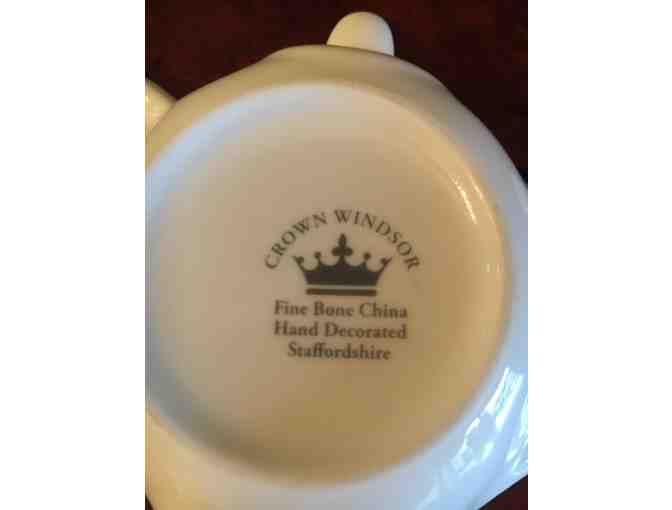 CROWN WINDSOR
Fine Bone China
Hand Decorated
Staffordshire